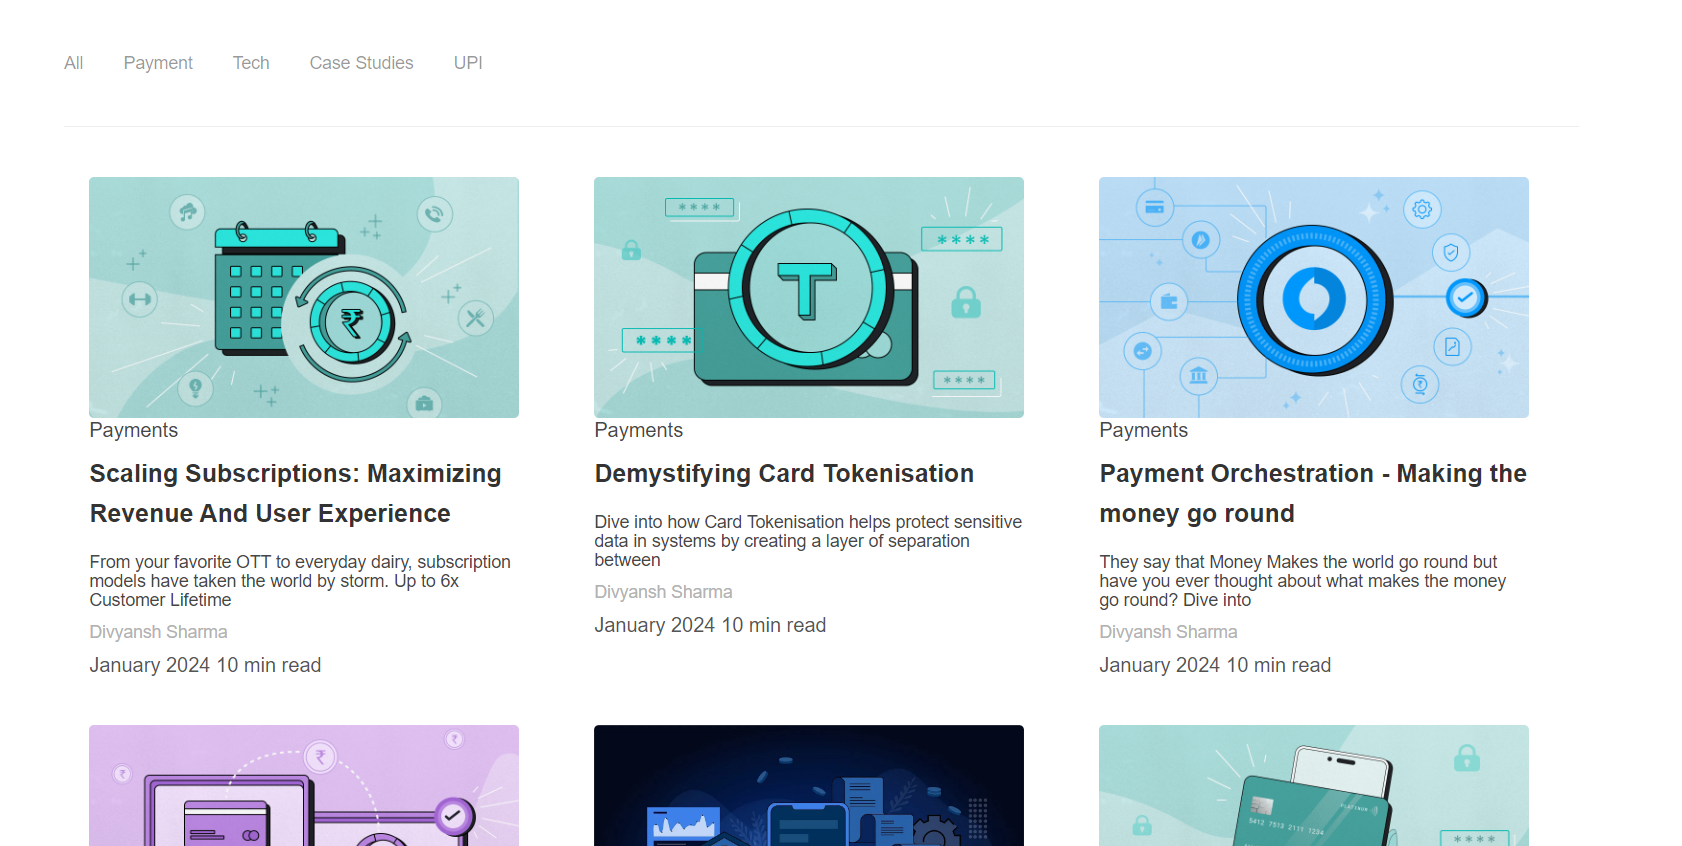 All Payment Tech Case Studies UPI
****
****
****
****
T
₹
Payments
Scaling Subscriptions: Maximizing
Revenue And User Experience
From your favorite OTT to everyday dairy, subscription
models have taken the world by storm. Up to 6x
Customer Lifetime
Divyansh Sharma
January 2024 10 min read
Payments
Demystifying Card Tokenisation
Dive into how Card Tokenisation helps protect sensitive
data in systems by creating a layer of separation
between
Divyansh Sharma
January 2024 10 min read
Payments
Payment Orchestration - Making the
money go round
They say that Money Makes the world go round but
have you ever thought about what makes the money
go round? Dive into
Divyansh Sharma
January 2024 10 min read
₹
₹
₹
PLATINUM
5412 7513 2111 1234
****